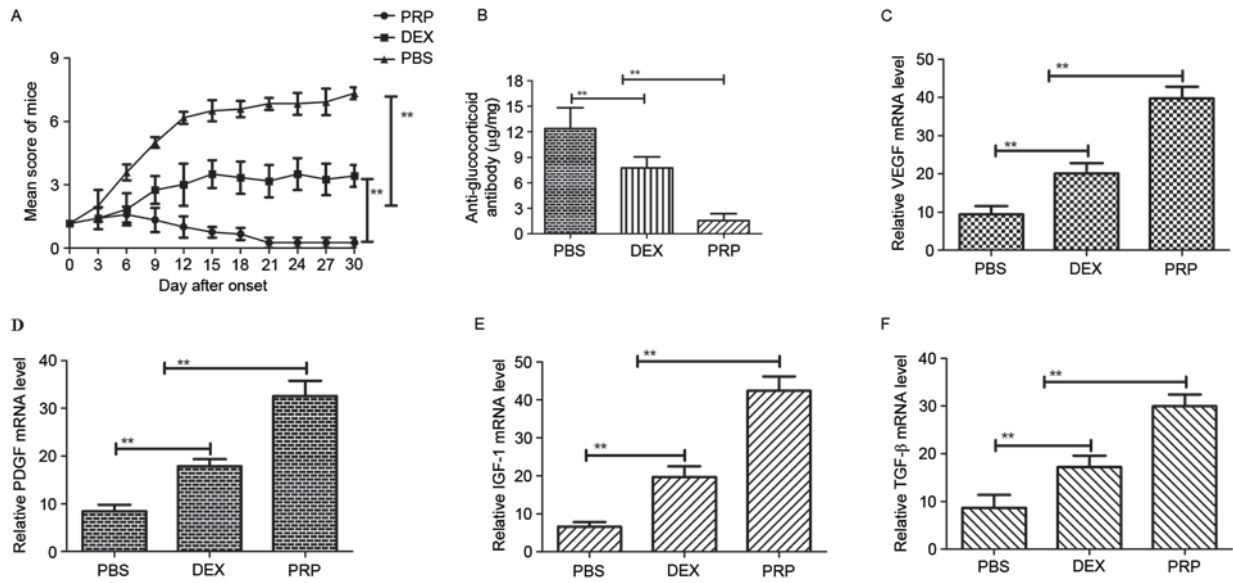 A
PRP
DEX
PBS
Mean score of mice
9
6
3
0
0 3 6 9 12 15 18 21 24 27 30
Day after onset
**
**
B
Anti-glucocorticoid
antibody (µg/mg)
18
15
12
9
6
3
0
**
**
PBS DEX PRP
C
Relative VEGF mRNA level
50
40
30
20
10
0
**
**
PBS DEX PRP
D
Relative PDGF mRNA level
40
30
20
10
0
**
**
PBS DEX PRP
E
Relative IGF-1 mRNA level
50
40
30
20
10
0
**
**
PBS DEX PRP
F
Relative TGF-β mRNA level
40
30
20
10
0
**
**
PBS DEX PRP